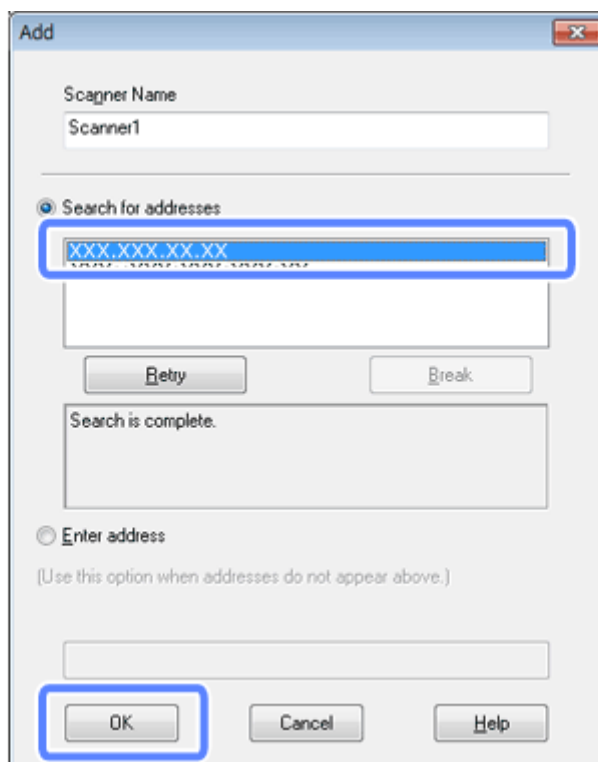 Add
Scanner Name
Scanner1
Search for addresses
XXX.XXX.XX.XX
Retry Break
Search is complete.
Enter address
(Use this option when addresses do not appear above.)
OK Cancel Help